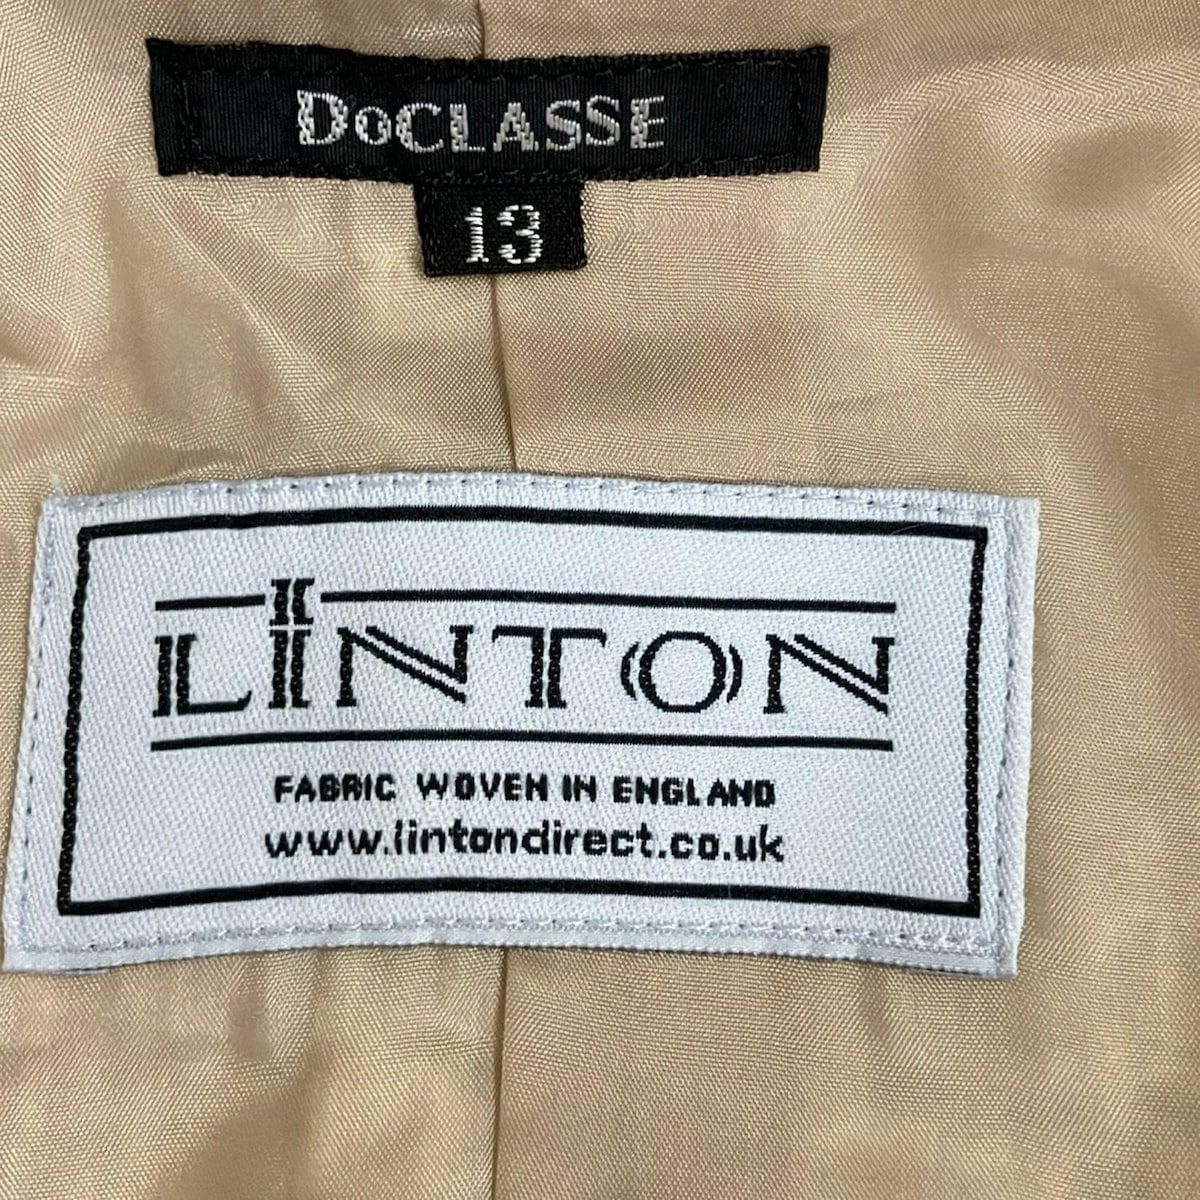 DoCLASSE
13
LINTON
FABRIC WOVEN IN ENGLAND
www.lintondirect.co.uk